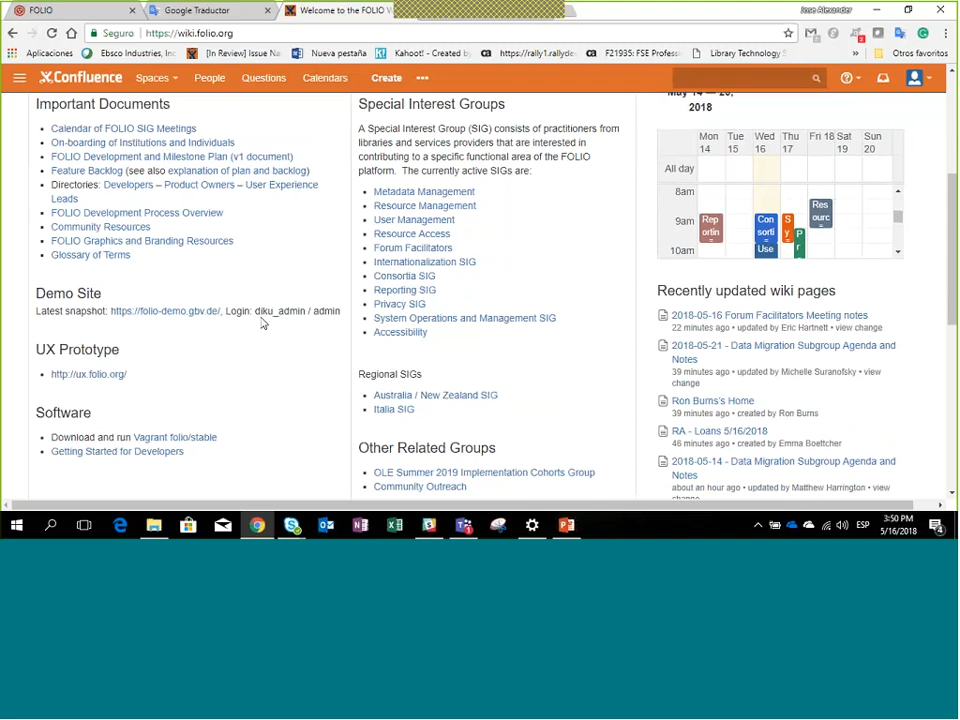 FOLIO
Google Traductor
Welcome to the FOLIO
Jose Alexander
Seguro | https://wiki.folio.org
Aplicaciones
Ebsco Industries, Inc
[In Review] Issue Na
Nueva pestaña
Kahoot! - Created by
https://rally1.rallyde
F21935: FSE Profess
Library Technology
Otros favoritos
Confluence
Spaces
People
Questions
Calendars
Create
Important Documents
Calendar of FOLIO SIG Meetings
On-boarding of Institutions and Individuals
FOLIO Development and Milestone Plan (v1 document)
Feature Backlog (see also explanation of plan and backlog)
Directories: Developers – Product Owners – User Experience
Leads
FOLIO Development Process Overview
Community Resources
FOLIO Graphics and Branding Resources
Glossary of Terms
Demo Site
Latest snapshot: https://folio-demo.gbv.de/, Login: diku_admin / admin
UX Prototype
http://ux.folio.org/
Software
Download and run Vagrant folio/stable
Getting Started for Developers
Special Interest Groups
A Special Interest Group (SIG) consists of practitioners from
libraries and services providers that are interested in
contributing to a specific functional area of the FOLIO
platform. The currently active SIGs are:
Metadata Management
Resource Management
User Management
Resource Access
Forum Facilitators
Internationalization SIG
Consortia SIG
Reporting SIG
Privacy SIG
System Operations and Management SIG
Accessibility
Regional SIGs
Australia / New Zealand SIG
Italia SIG
Other Related Groups
OLE Summer 2019 Implementation Cohorts Group
Community Outreach
2018
Mon 14
Tue 15
Wed 16
Thu 17
Fri 18
Sat 19
Sun 20
All day
8am
9am
10am
Rep
ortin
Con
sorti
Use
S
y
P
r
Res
ourc
Recently updated wiki pages
2018-05-16 Forum Facilitators Meeting notes
22 minutes ago • updated by Eric Hartnett • view change
2018-05-21 - Data Migration Subgroup Agenda and
Notes
39 minutes ago • updated by Michelle Suranofsky • view
change
Ron Burns's Home
39 minutes ago • created by Ron Burns
RA - Loans 5/16/2018
46 minutes ago • created by Emma Boettcher
2018-05-14 - Data Migration Subgroup Agenda and
Notes
about an hour ago • updated by Matthew Harrington • view
ESP
3:50 PM
5/16/2018
4